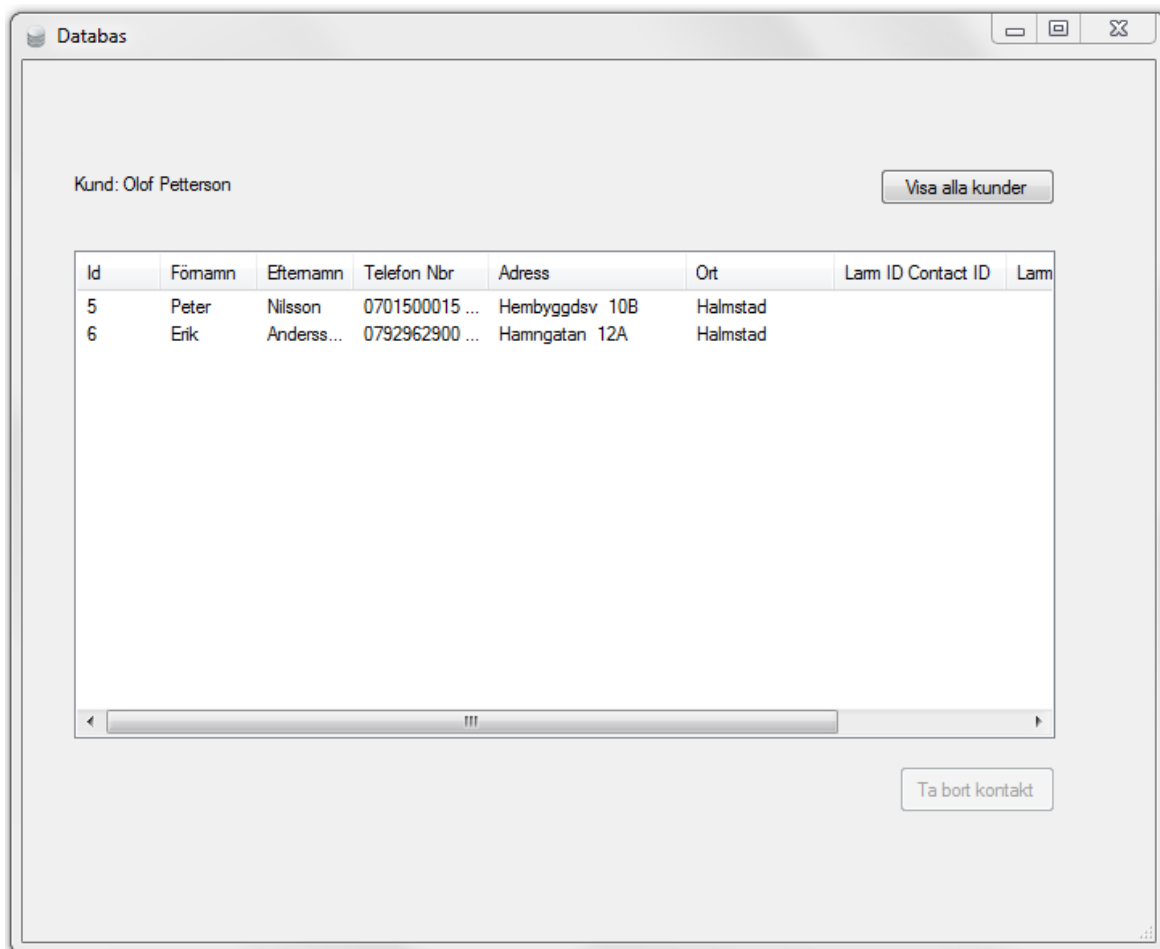 Databas
Kund: Olof Petterson
Visa alla kunder
Id Förnamn Efternamn Telefon Nbr Adress Ort Larm ID Contact ID Larm
5 Peter Nilsson 0701500015 ... Hembyggdsv 10B Halmstad
6 Erik Anderss... 0792962900 ... Hamngatan 12A Halmstad
Ta bort kontakt